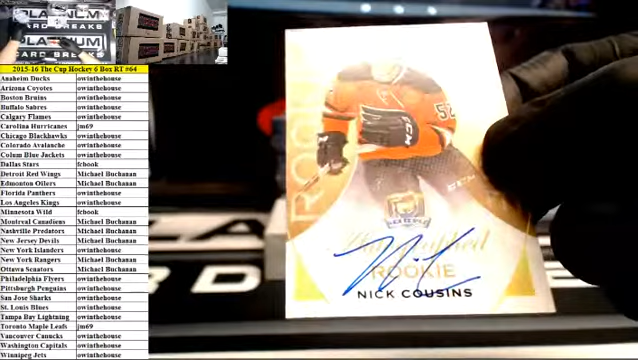 PLATINUM
CARD BREAKS
PLATINUM
CARD BREAKS
2015-16 The Cup Hockey 6 Box RT #64
Anaheim Ducks owinthehouse
Arizona Coyotes owinthehouse
Boston Bruins owinthehouse
Buffalo Sabres owinthehouse
Calgary Flames owinthehouse
Carolina Hurricanes jm69
Chicago Blackhawks owinthehouse
Colorado Avalanche owinthehouse
Colum Blue Jackets owinthehouse
Dallas Stars fcbook
Detroit Red Wings Michael Buchanan
Edmonton Oilers Michael Buchanan
Florida Panthers owinthehouse
Los Angeles Kings owinthehouse
Minnesota Wild fcbook
Montreal Canadiens Michael Buchanan
Nashville Predators Michael Buchanan
New Jersey Devils Michael Buchanan
New York Islanders owinthehouse
New York Rangers Michael Buchanan
Ottawa Senators Michael Buchanan
Philadelphia Flyers owinthehouse
Pittsburgh Penguins owinthehouse
San Jose Sharks owinthehouse
St. Louis Blues owinthehouse
Tampa Bay Lightning owinthehouse
Toronto Maple Leafs jm69
Vancouver Canucks owinthehouse
Washington Capitals owinthehouse
Winnipeg Jets owinthehouse
52
CCM
Autographed
ROOKIE
NICK COUSINS